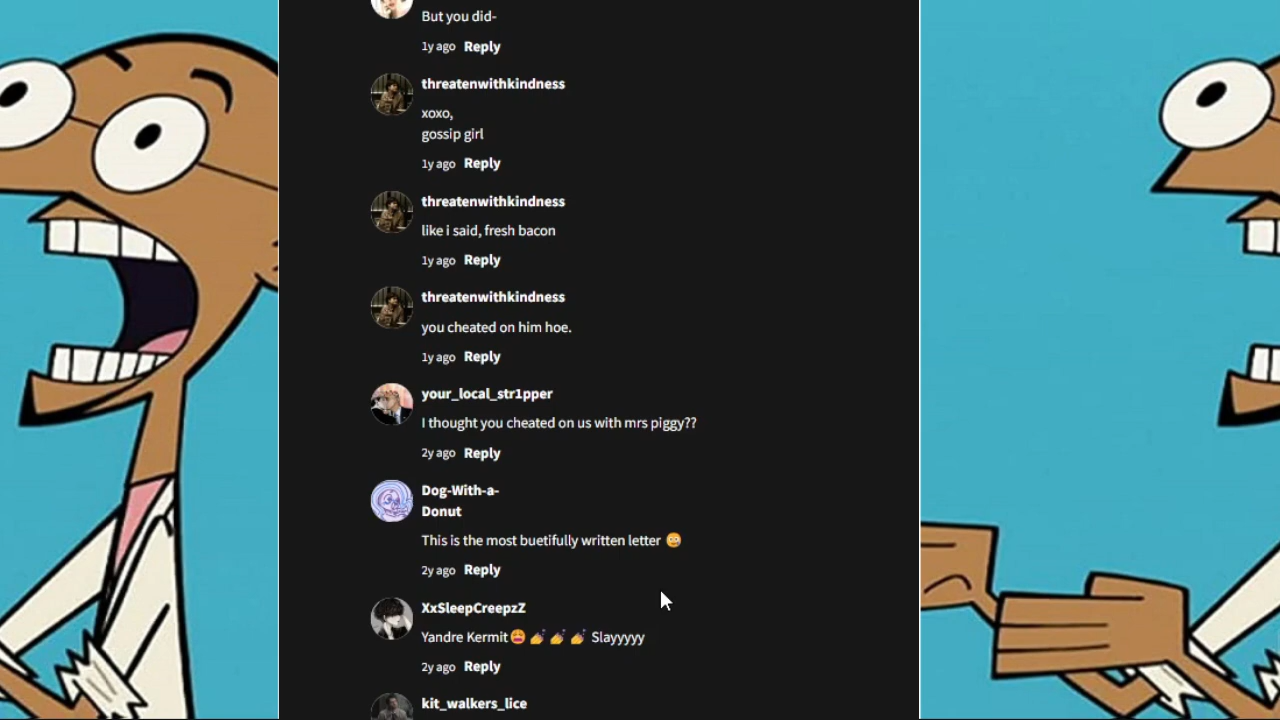 But you did-
1y ago Reply
threatenwithkindness
xoxo,
gossip girl
1y ago Reply
threatenwithkindness
like i said, fresh bacon
1y ago Reply
threatenwithkindness
you cheated on him hoe.
1y ago Reply
your_local_str1pper
I thought you cheated on us with mrs piggy??
2y ago Reply
Dog-With-a-
Donut
This is the most buetifully written letter 😳
2y ago Reply
XxSleepCreepzZ
Yandre Kermit😩💅💅💅 Slayyyyy
2y ago Reply
kit_walkers_lice